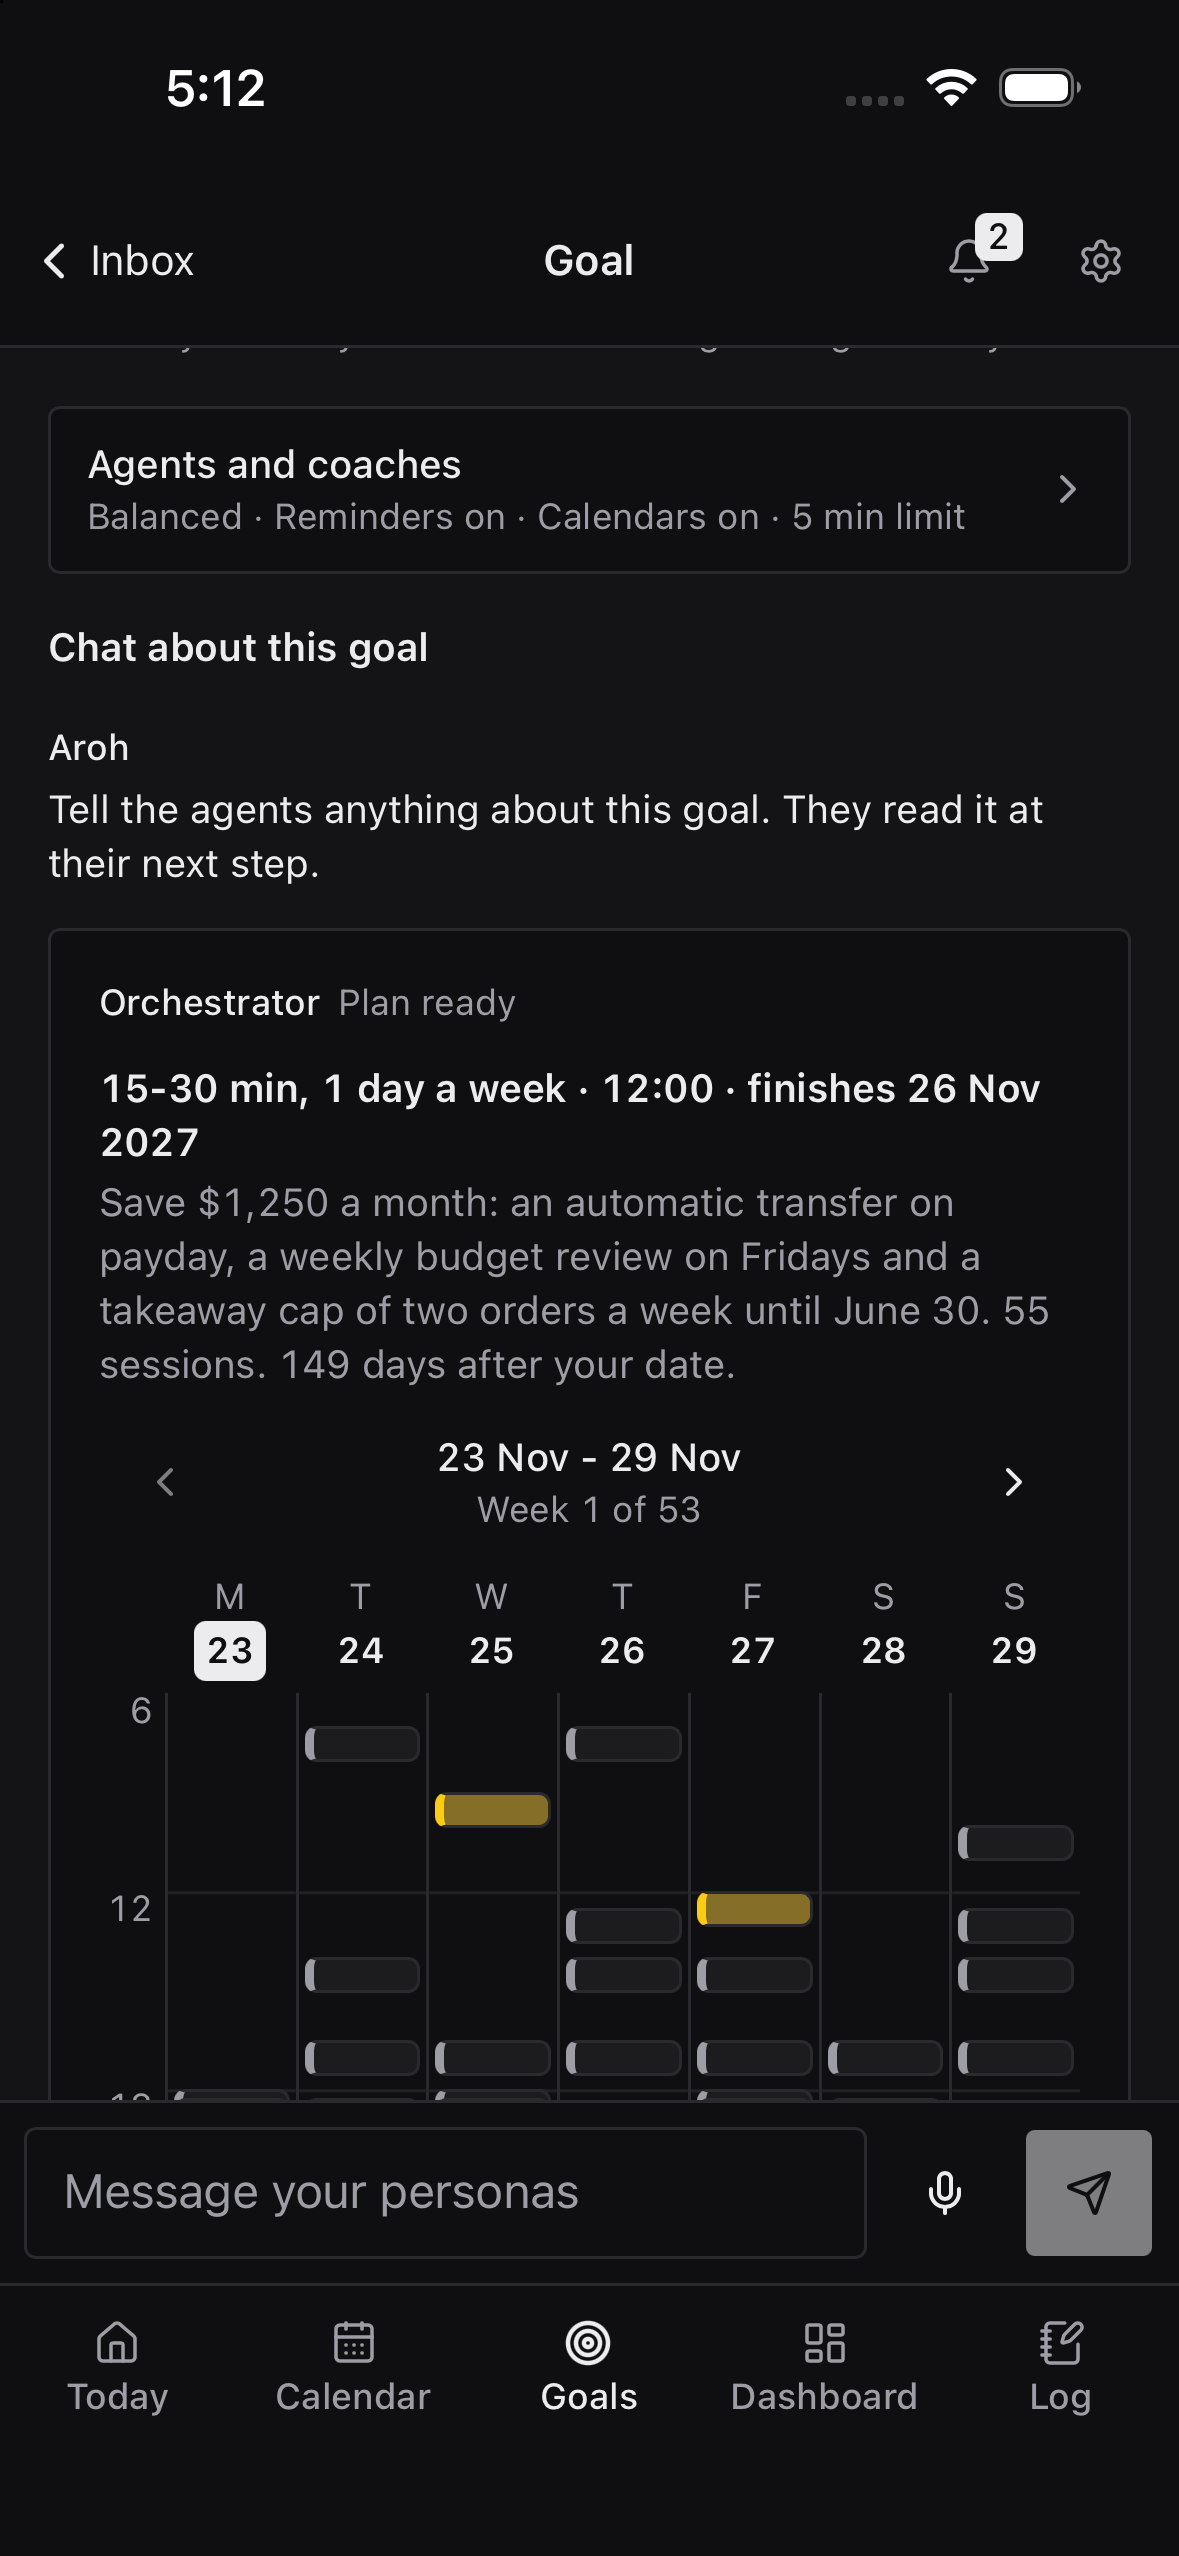 5:12
Inbox
Goal
2
Agents and coaches
Balanced · Reminders on · Calendars on · 5 min limit
Chat about this goal
Aroh
Tell the agents anything about this goal. They read it at
their next step.
Orchestrator Plan ready
15-30 min, 1 day a week · 12:00 · finishes 26 Nov
2027
Save $1,250 a month: an automatic transfer on
payday, a weekly budget review on Fridays and a
takeaway cap of two orders a week until June 30. 55
sessions. 149 days after your date.
23 Nov - 29 Nov
Week 1 of 53
M T W T F S S
23 24 25 26 27 28 29
6
12
Message your personas
Today Calendar Goals Dashboard Log